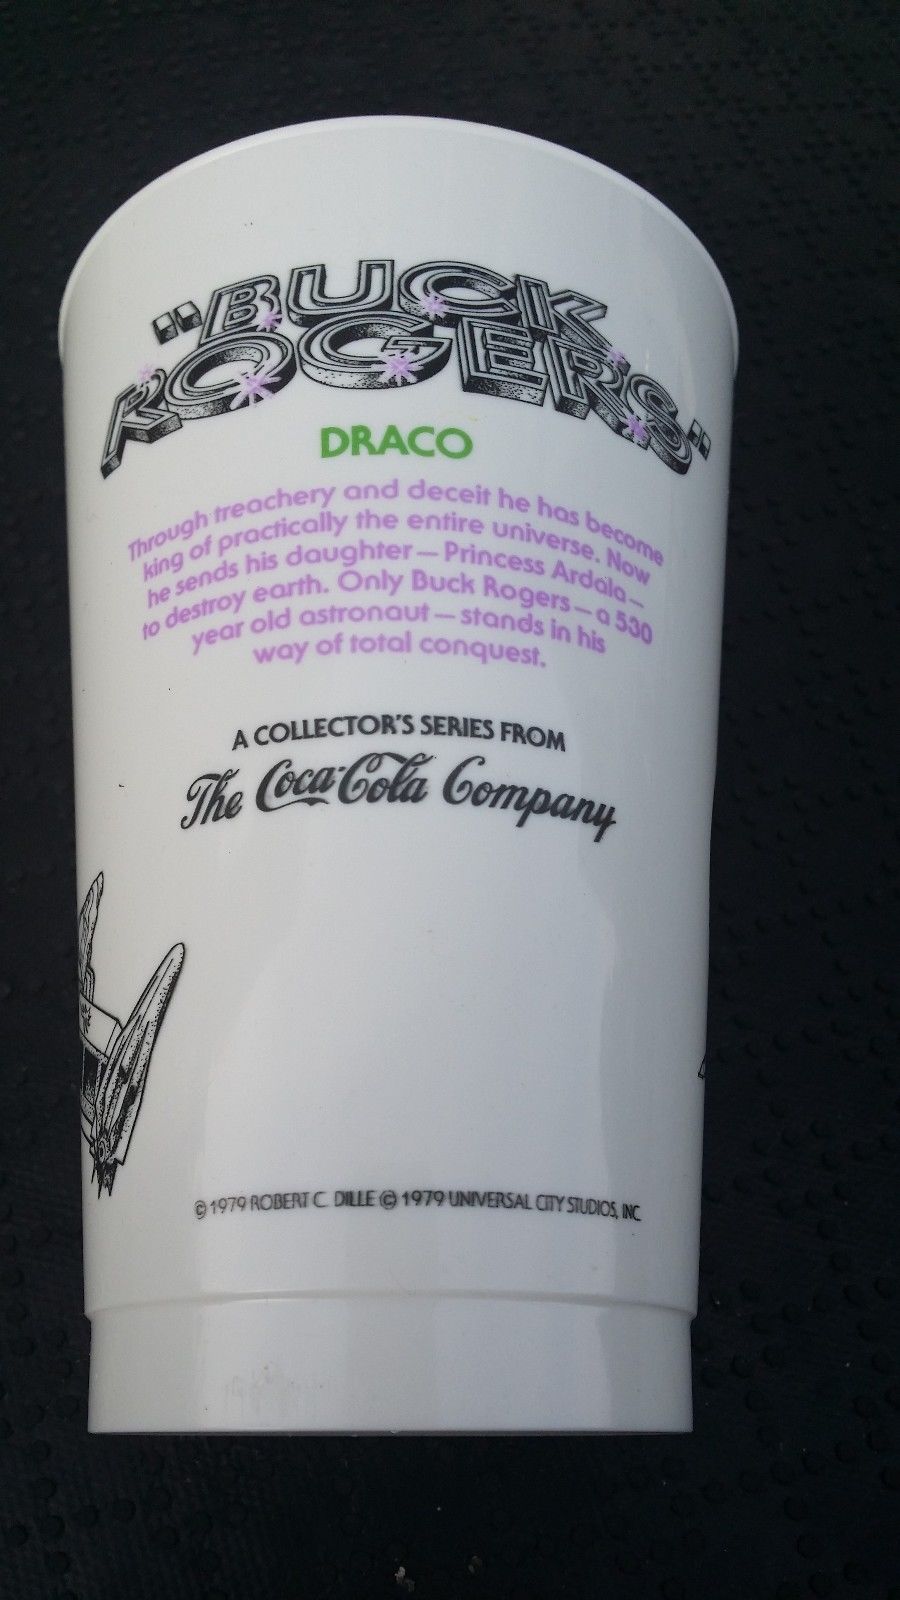 "BUCK
ROGERS"
DRACO
Through treachery and deceit he has become
king of practically the entire universe. Now
he sends his daughter—Princess Ardala—
to destroy earth. Only Buck Rogers—a 530
year old astronaut—stands in his
way of total conquest.
A COLLECTOR'S SERIES FROM
The Coca-Cola Company
© 1979 ROBERT C. DILLE © 1979 UNIVERSAL CITY STUDIOS, INC.